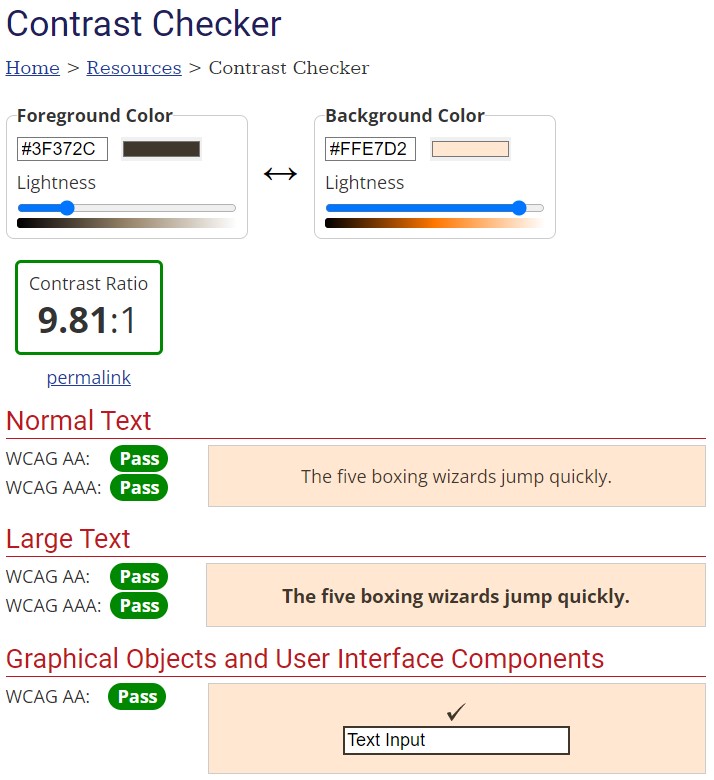 Contrast Checker
Home > Resources > Contrast Checker
Foreground Color
#3F372C
Lightness
Background Color
#FFE7D2
Lightness
Contrast Ratio
9.81:1
permalink
Normal Text
WCAG AA: Pass
WCAG AAA: Pass
The five boxing wizards jump quickly.
Large Text
WCAG AA: Pass
WCAG AAA: Pass
The five boxing wizards jump quickly.
Graphical Objects and User Interface Components
WCAG AA: Pass
Text Input